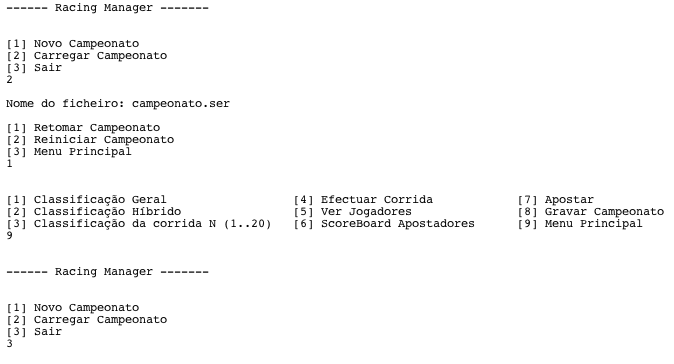 ------ Racing Manager -------
[1] Novo Campeonato
[2] Carregar Campeonato
[3] Sair
2
Nome do ficheiro: campeonato.ser
[1] Retomar Campeonato
[2] Reiniciar Campeonato
[3] Menu Principal
1
[1] Classificação Geral [4] Efectuar Corrida [7] Apostar
[2] Classificação Híbrido [5] Ver Jogadores [8] Gravar Campeonato
[3] Classificação da corrida N (1..20) [6] ScoreBoard Apostadores [9] Menu Principal
9
------ Racing Manager -------
[1] Novo Campeonato
[2] Carregar Campeonato
[3] Sair
3